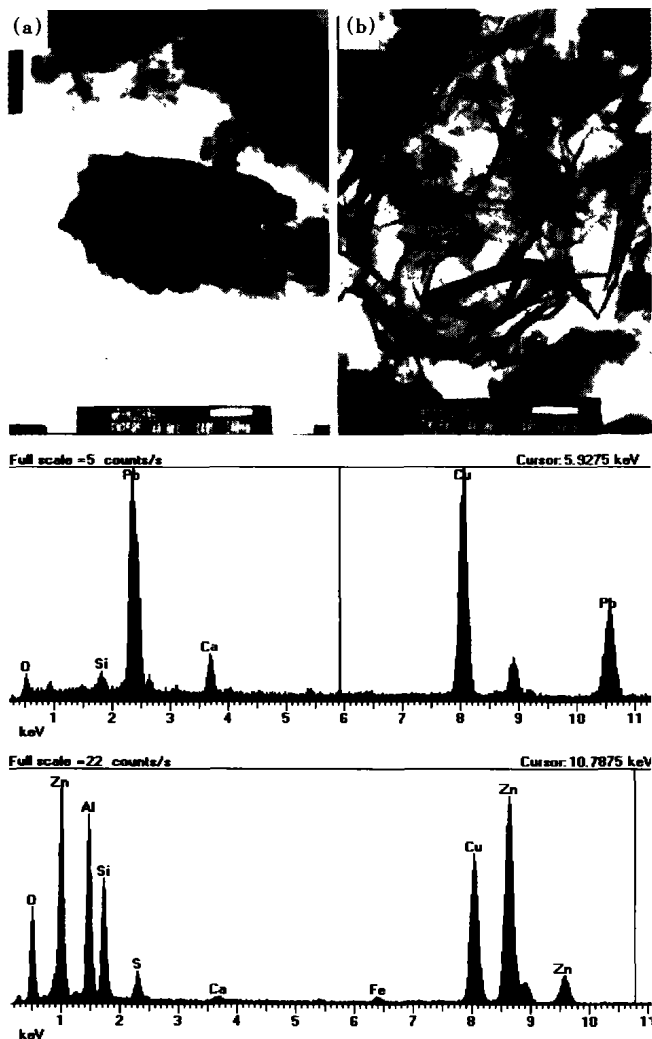 (a)
(b)
Full scale =5 counts/s Cursor: 5.9275 keV
Pb Cu
Pb
Ca
O Si
1 2 3 4 5 6 7 8 9 10 11
keV
Full scale =22 counts/s Cursor: 10.7875 keV
Zn Zn
Al
Si Cu
O
S Zn
Ca Fe
1 2 3 4 5 6 7 8 9 10 11
keV